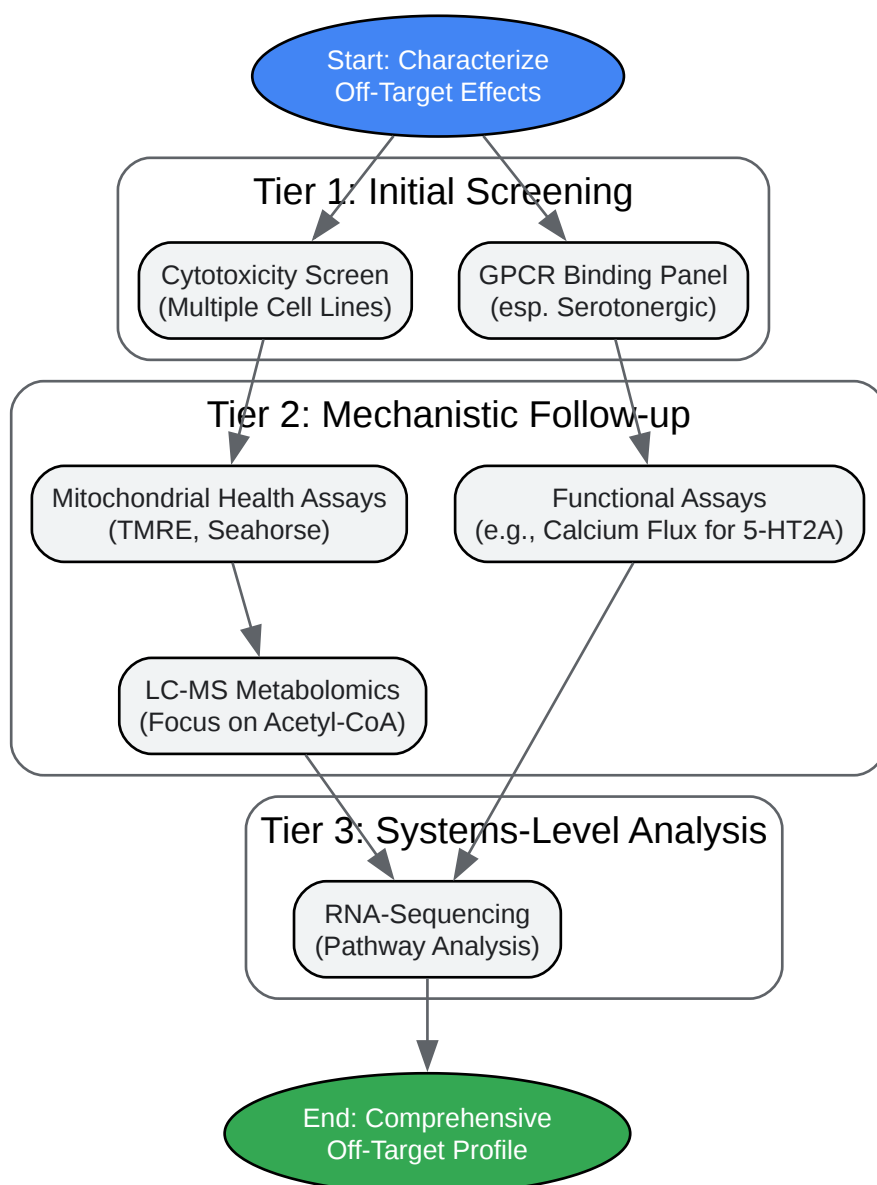 Start: Characterize
Off-Target Effects
Tier 1: Initial Screening
Cytotoxicity Screen
(Multiple Cell Lines)
GPCR Binding Panel
(esp. Serotonergic)
Tier 2: Mechanistic Follow-up
Mitochondrial Health Assays
(TMRE, Seahorse)
Functional Assays
(e.g., Calcium Flux for 5-HT2A)
LC-MS Metabolomics
(Focus on Acetyl-CoA)
Tier 3: Systems-Level Analysis
RNA-Sequencing
(Pathway Analysis)
End: Comprehensive
Off-Target Profile